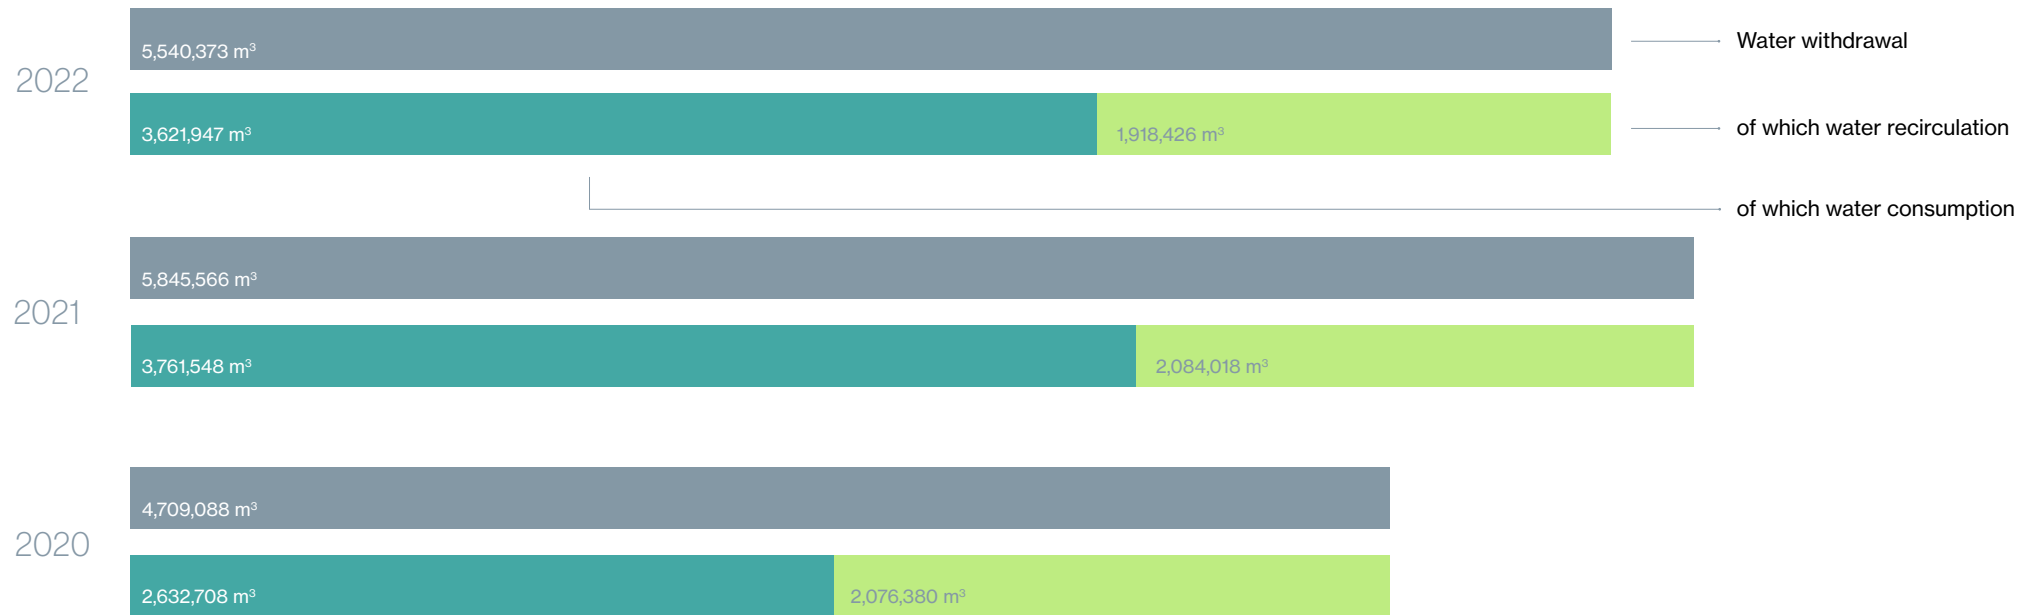 2022
5,540,373 m³
Water withdrawal
3,621,947 m³
1,918,426 m³
of which water recirculation
of which water consumption
2021
5,845,566 m³
3,761,548 m³
2,084,018 m³
2020
4,709,088 m³
2,632,708 m³
2,076,380 m³